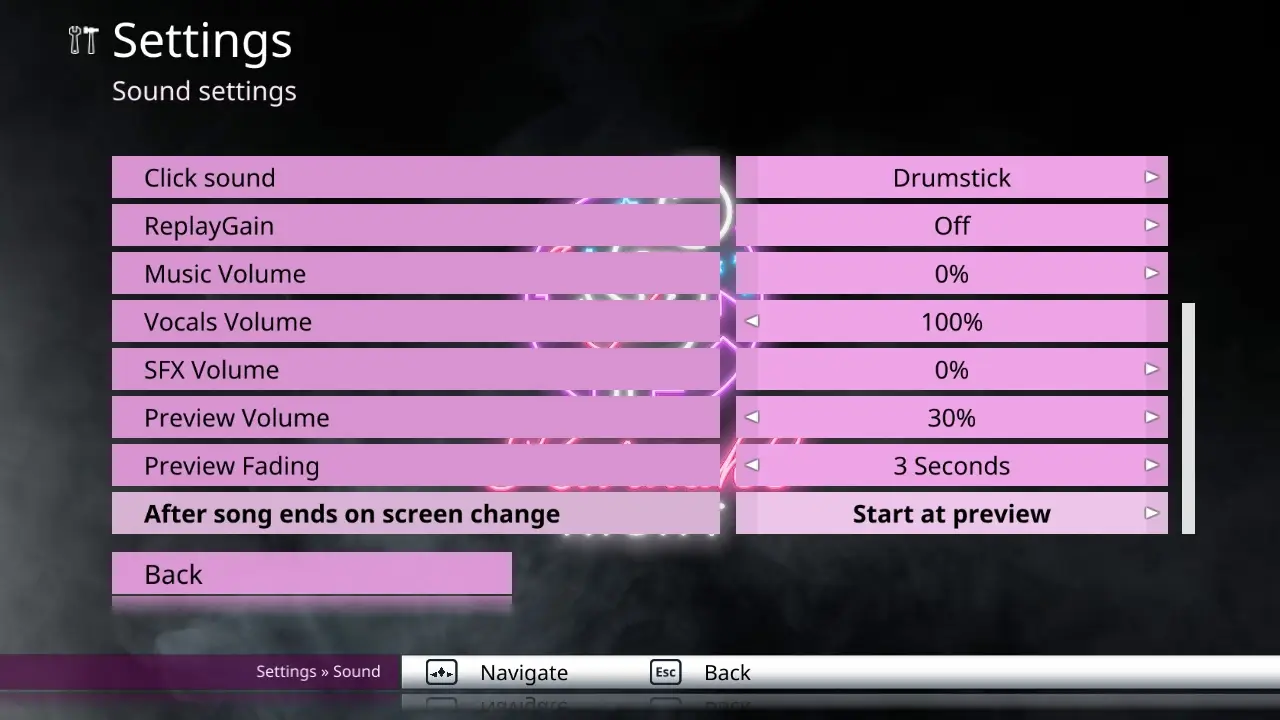 Settings
Sound settings
Click sound Drumstick
ReplayGain Off
Music Volume 0%
Vocals Volume 100%
SFX Volume 0%
Preview Volume 30%
Preview Fading 3 Seconds
After song ends on screen change Start at preview
Back
Settings » Sound Navigate Esc Back